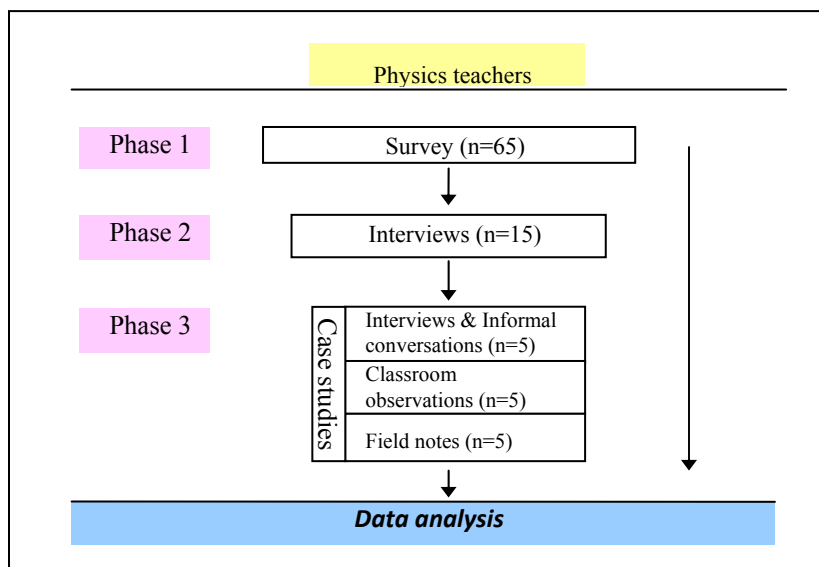 Physics teachers
Phase 1
Survey (n=65)
Phase 2
Interviews (n=15)
Phase 3
Case studies
Interviews & Informal
conversations (n=5)
Classroom
observations (n=5)
Field notes (n=5)
Data analysis